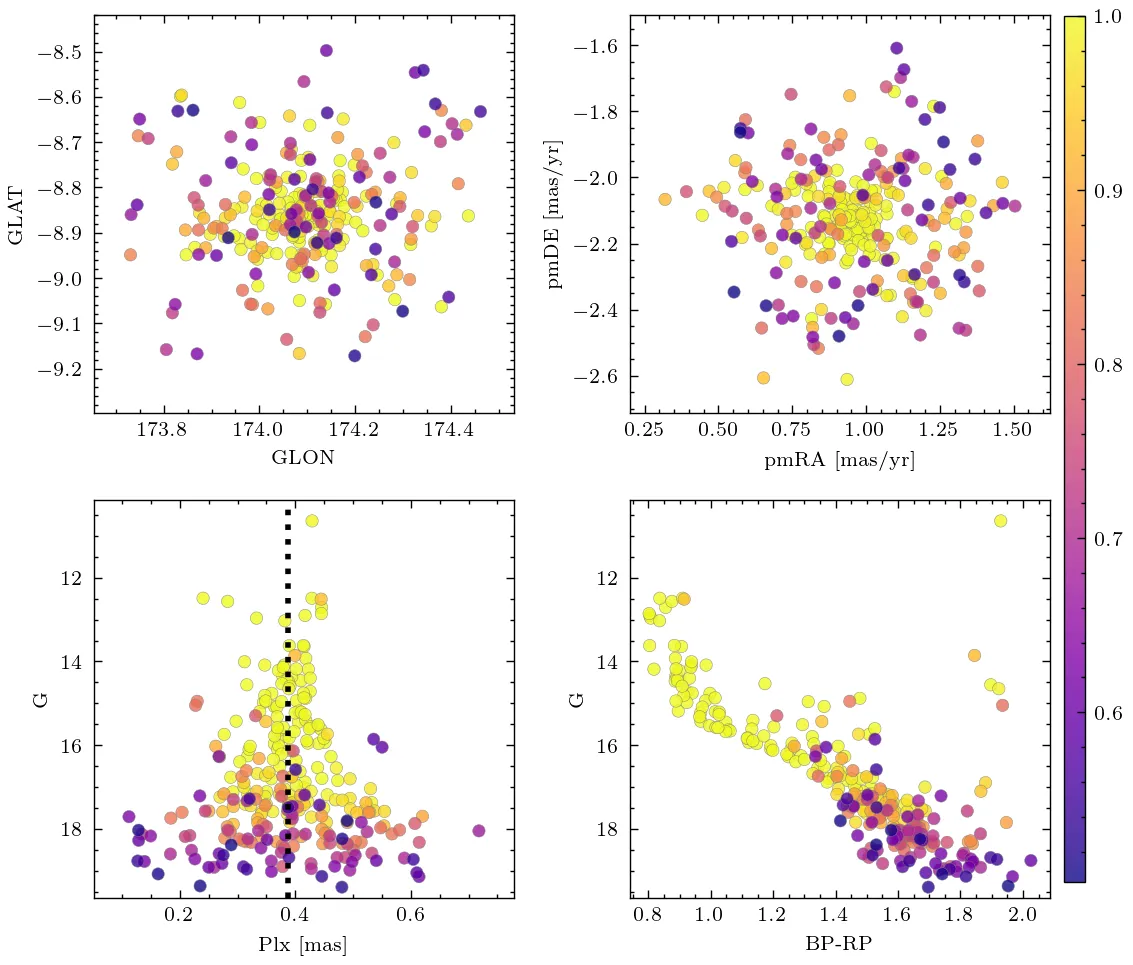 −8.5
−8.6
−8.7
−8.8
−8.9
−9.0
−9.1
−9.2
GLAT
173.8 174.0 174.2 174.4
GLON
−1.6
−1.8
−2.0
−2.2
−2.4
−2.6
pmDE [mas/yr]
0.25 0.50 0.75 1.00 1.25 1.50
pmRA [mas/yr]
12
14
16
18
G
0.2 0.4 0.6
Plx [mas]
12
14
16
18
G
0.8 1.0 1.2 1.4 1.6 1.8 2.0
BP-RP
1.0
0.9
0.8
0.7
0.6